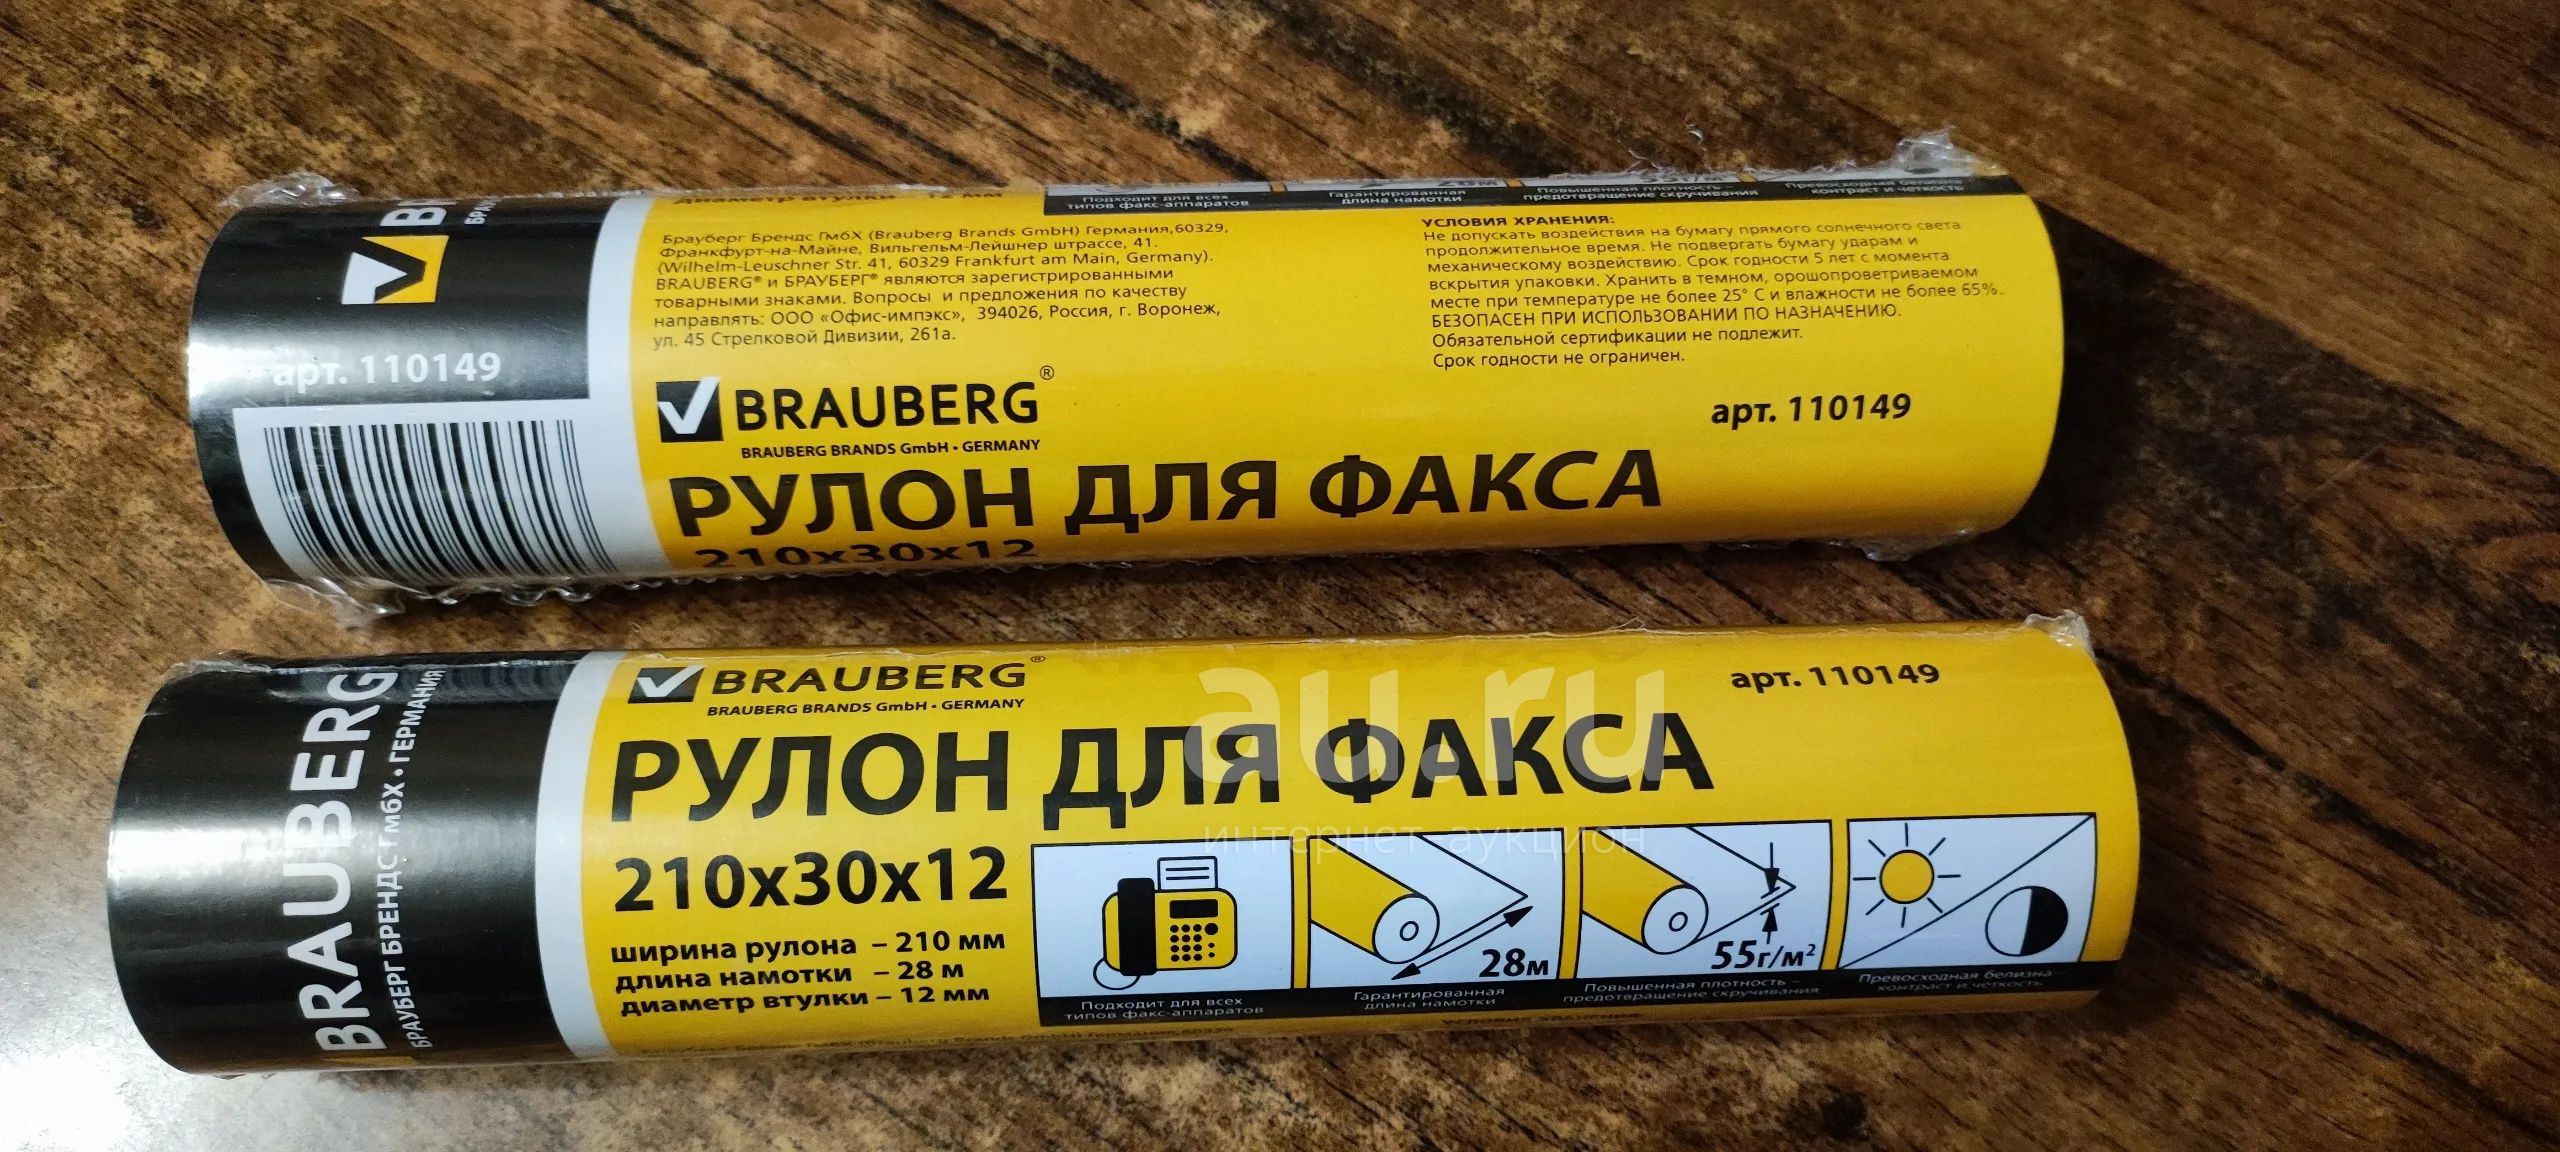 диаметр втулки – 12 мм
Подходит для всех
типов факс-аппаратов
Гарантированная
длина намотки
Повышенная плотность –
предотвращение скручивания
Превосходная белизна –
контраст и чёткость
Брауберг Брендс ГмбХ (Brauberg Brands GmbH) Германия,60329,
Франкфурт-на-Майне, Вильгельм-Лейшнер штрассе, 41.
(Wilhelm-Leuschner Str. 41, 60329 Frankfurt am Main, Germany).
BRAUBERG® и БРАУБЕРГ® являются зарегистрированными
товарными знаками. Вопросы и предложения по качеству
направлять: ООО «Офис-импэкс», 394026, Россия, г. Воронеж,
ул. 45 Стрелковой Дивизии, 261а.
УСЛОВИЯ ХРАНЕНИЯ:
Не допускать воздействия на бумагу прямого солнечного света
продолжительное время. Не подвергать бумагу ударам и
механическому воздействию. Срок годности 5 лет с момента
вскрытия упаковки. Хранить в темном, орошопроветриваемом
месте при температуре не более 25° С и влажности не более 65%.
БЕЗОПАСЕН ПРИ ИСПОЛЬЗОВАНИИ ПО НАЗНАЧЕНИЮ.
Обязательной сертификации не подлежит.
Срок годности не ограничен.
арт. 110149
BRAUBERG®
BRAUBERG BRANDS GmbH • GERMANY
арт. 110149
РУЛОН ДЛЯ ФАКСА
210х30х12
BRAUBERG
БРАУБЕРГ БРЕНДС ГмбХ • ГЕРМАНИЯ
BRAUBERG®
BRAUBERG BRANDS GmbH • GERMANY
арт. 110149
РУЛОН ДЛЯ ФАКСА
au.ru
интернет-аукцион
210х30х12
ширина рулона – 210 мм
длина намотки – 28 м
диаметр втулки – 12 мм
28м
55г/м²
Подходит для всех
типов факс-аппаратов
Гарантированная
длина намотки
Повышенная плотность –
предотвращение скручивания
Превосходная белизна –
контраст и чёткость